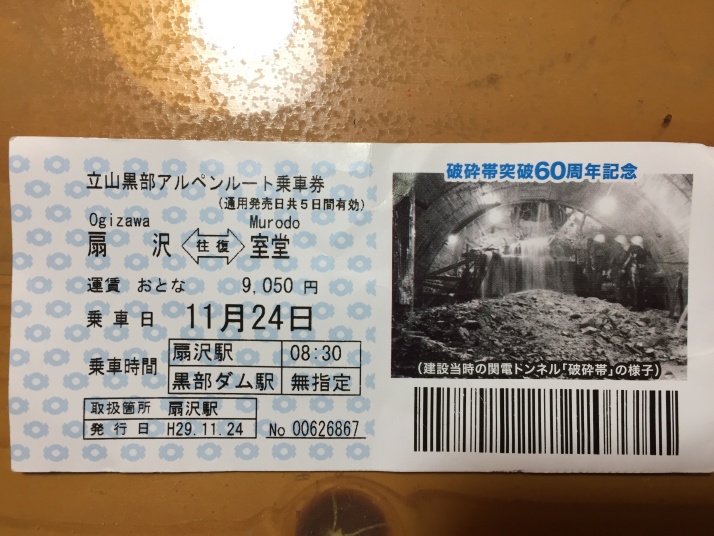 立山黒部アルペンルート乗車券
(通用発売日共5日間有効)
Ogizawa Murodo
扇 沢 往復 室堂
運賃 おとな 9,050 円
乗車日 11月24日
乗車時間 扇沢駅 08:30
黒部ダム駅 無指定
取扱箇所 扇沢駅
発行日 H29.11.24 No 00626867
破砕帯突破60周年記念
(建設当時の関電トンネル「破砕帯」の様子)